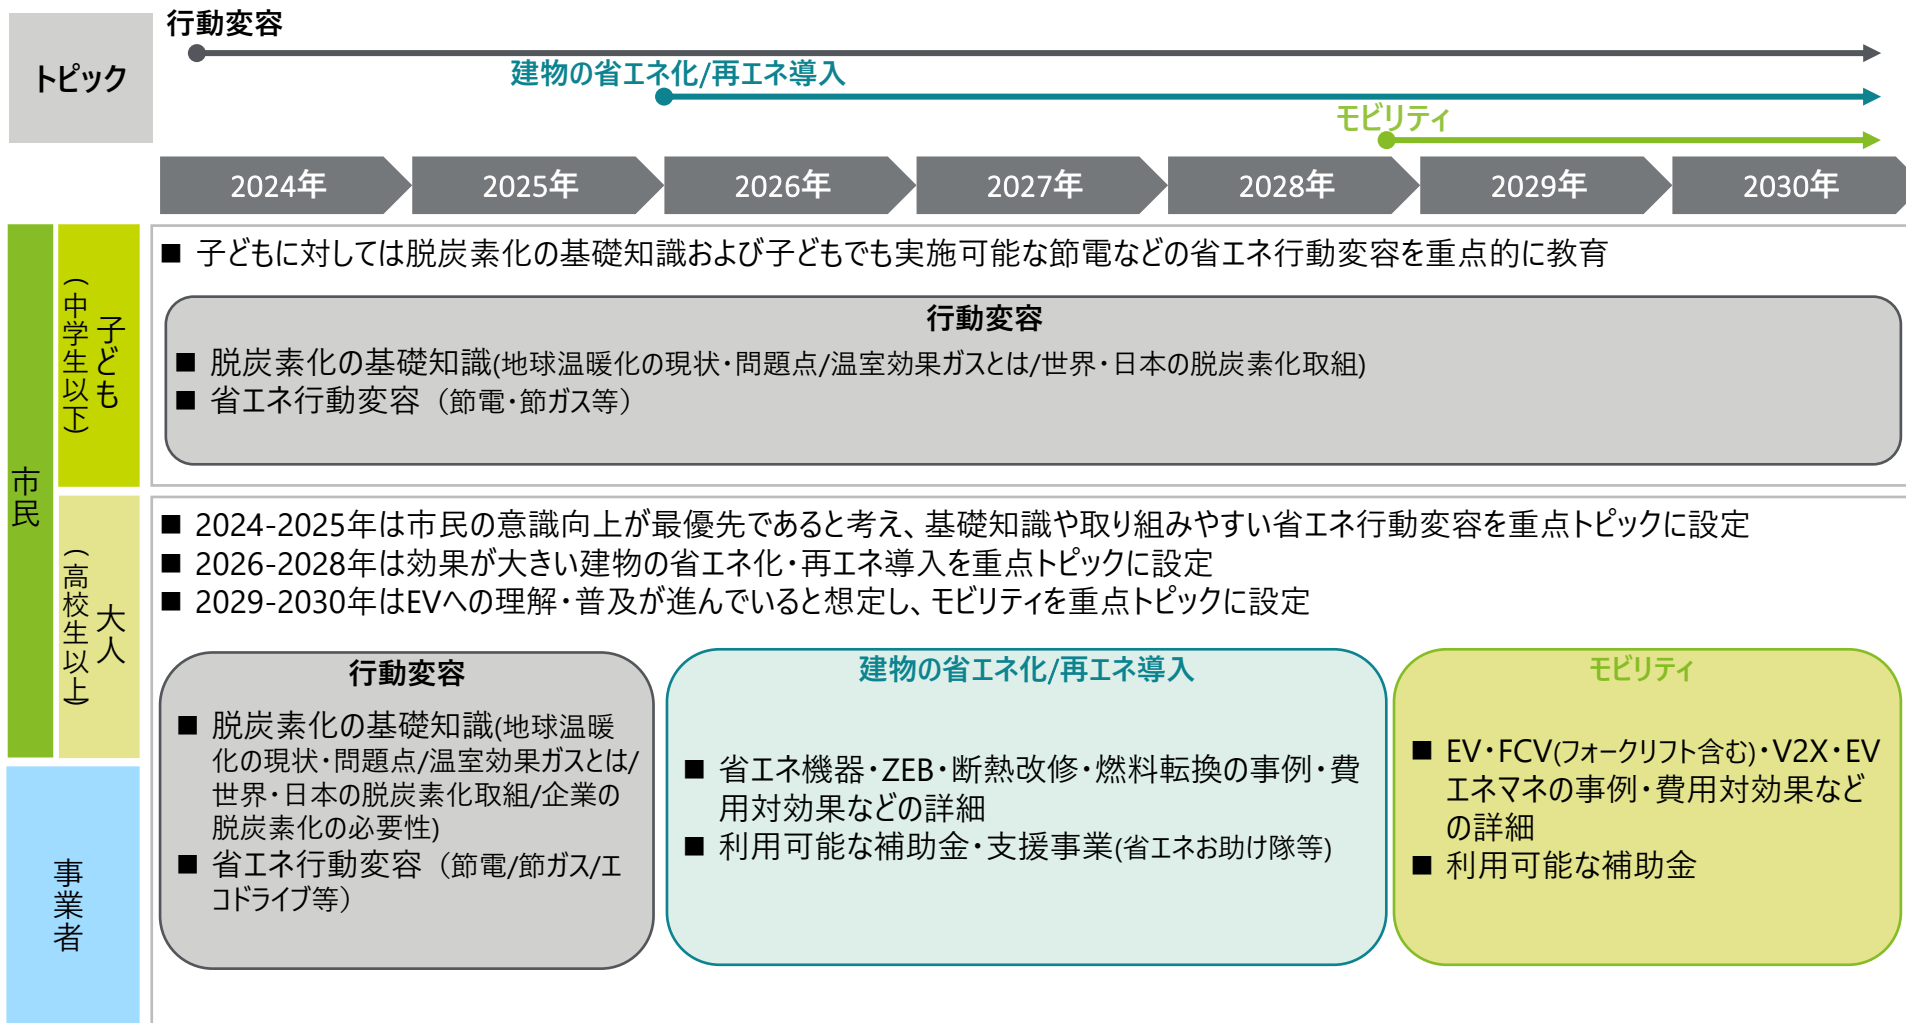 トピック
行動変容
建物の省エネ化/再エネ導入
モビリティ
2024年
2025年
2026年
2027年
2028年
2029年
2030年
市民
子ども
(中学生以下)
■ 子どもに対しては脱炭素化の基礎知識および子どもでも実施可能な節電などの省エネ行動変容を重点的に教育
行動変容
■ 脱炭素化の基礎知識(地球温暖化の現状・問題点/温室効果ガスとは/世界・日本の脱炭素化取組)
■ 省エネ行動変容（節電・節ガス等）
大人
(高校生以上)
事業者
■ 2024-2025年は市民の意識向上が最優先であると考え、基礎知識や取り組みやすい省エネ行動変容を重点トピックに設定
■ 2026-2028年は効果が大きい建物の省エネ化・再エネ導入を重点トピックに設定
■ 2029-2030年はEVへの理解・普及が進んでいると想定し、モビリティを重点トピックに設定
行動変容
■ 脱炭素化の基礎知識(地球温暖
化の現状・問題点/温室効果ガスとは/
世界・日本の脱炭素化取組/企業の
脱炭素化の必要性)
■ 省エネ行動変容（節電/節ガス/エ
コドライブ等）
建物の省エネ化/再エネ導入
■ 省エネ機器・ZEB・断熱改修・燃料転換の事例・費
用対効果などの詳細
■ 利用可能な補助金・支援事業(省エネお助け隊等)
モビリティ
■ EV・FCV(フォークリフト含む)・V2X・EV
エネマネの事例・費用対効果など
の詳細
■ 利用可能な補助金